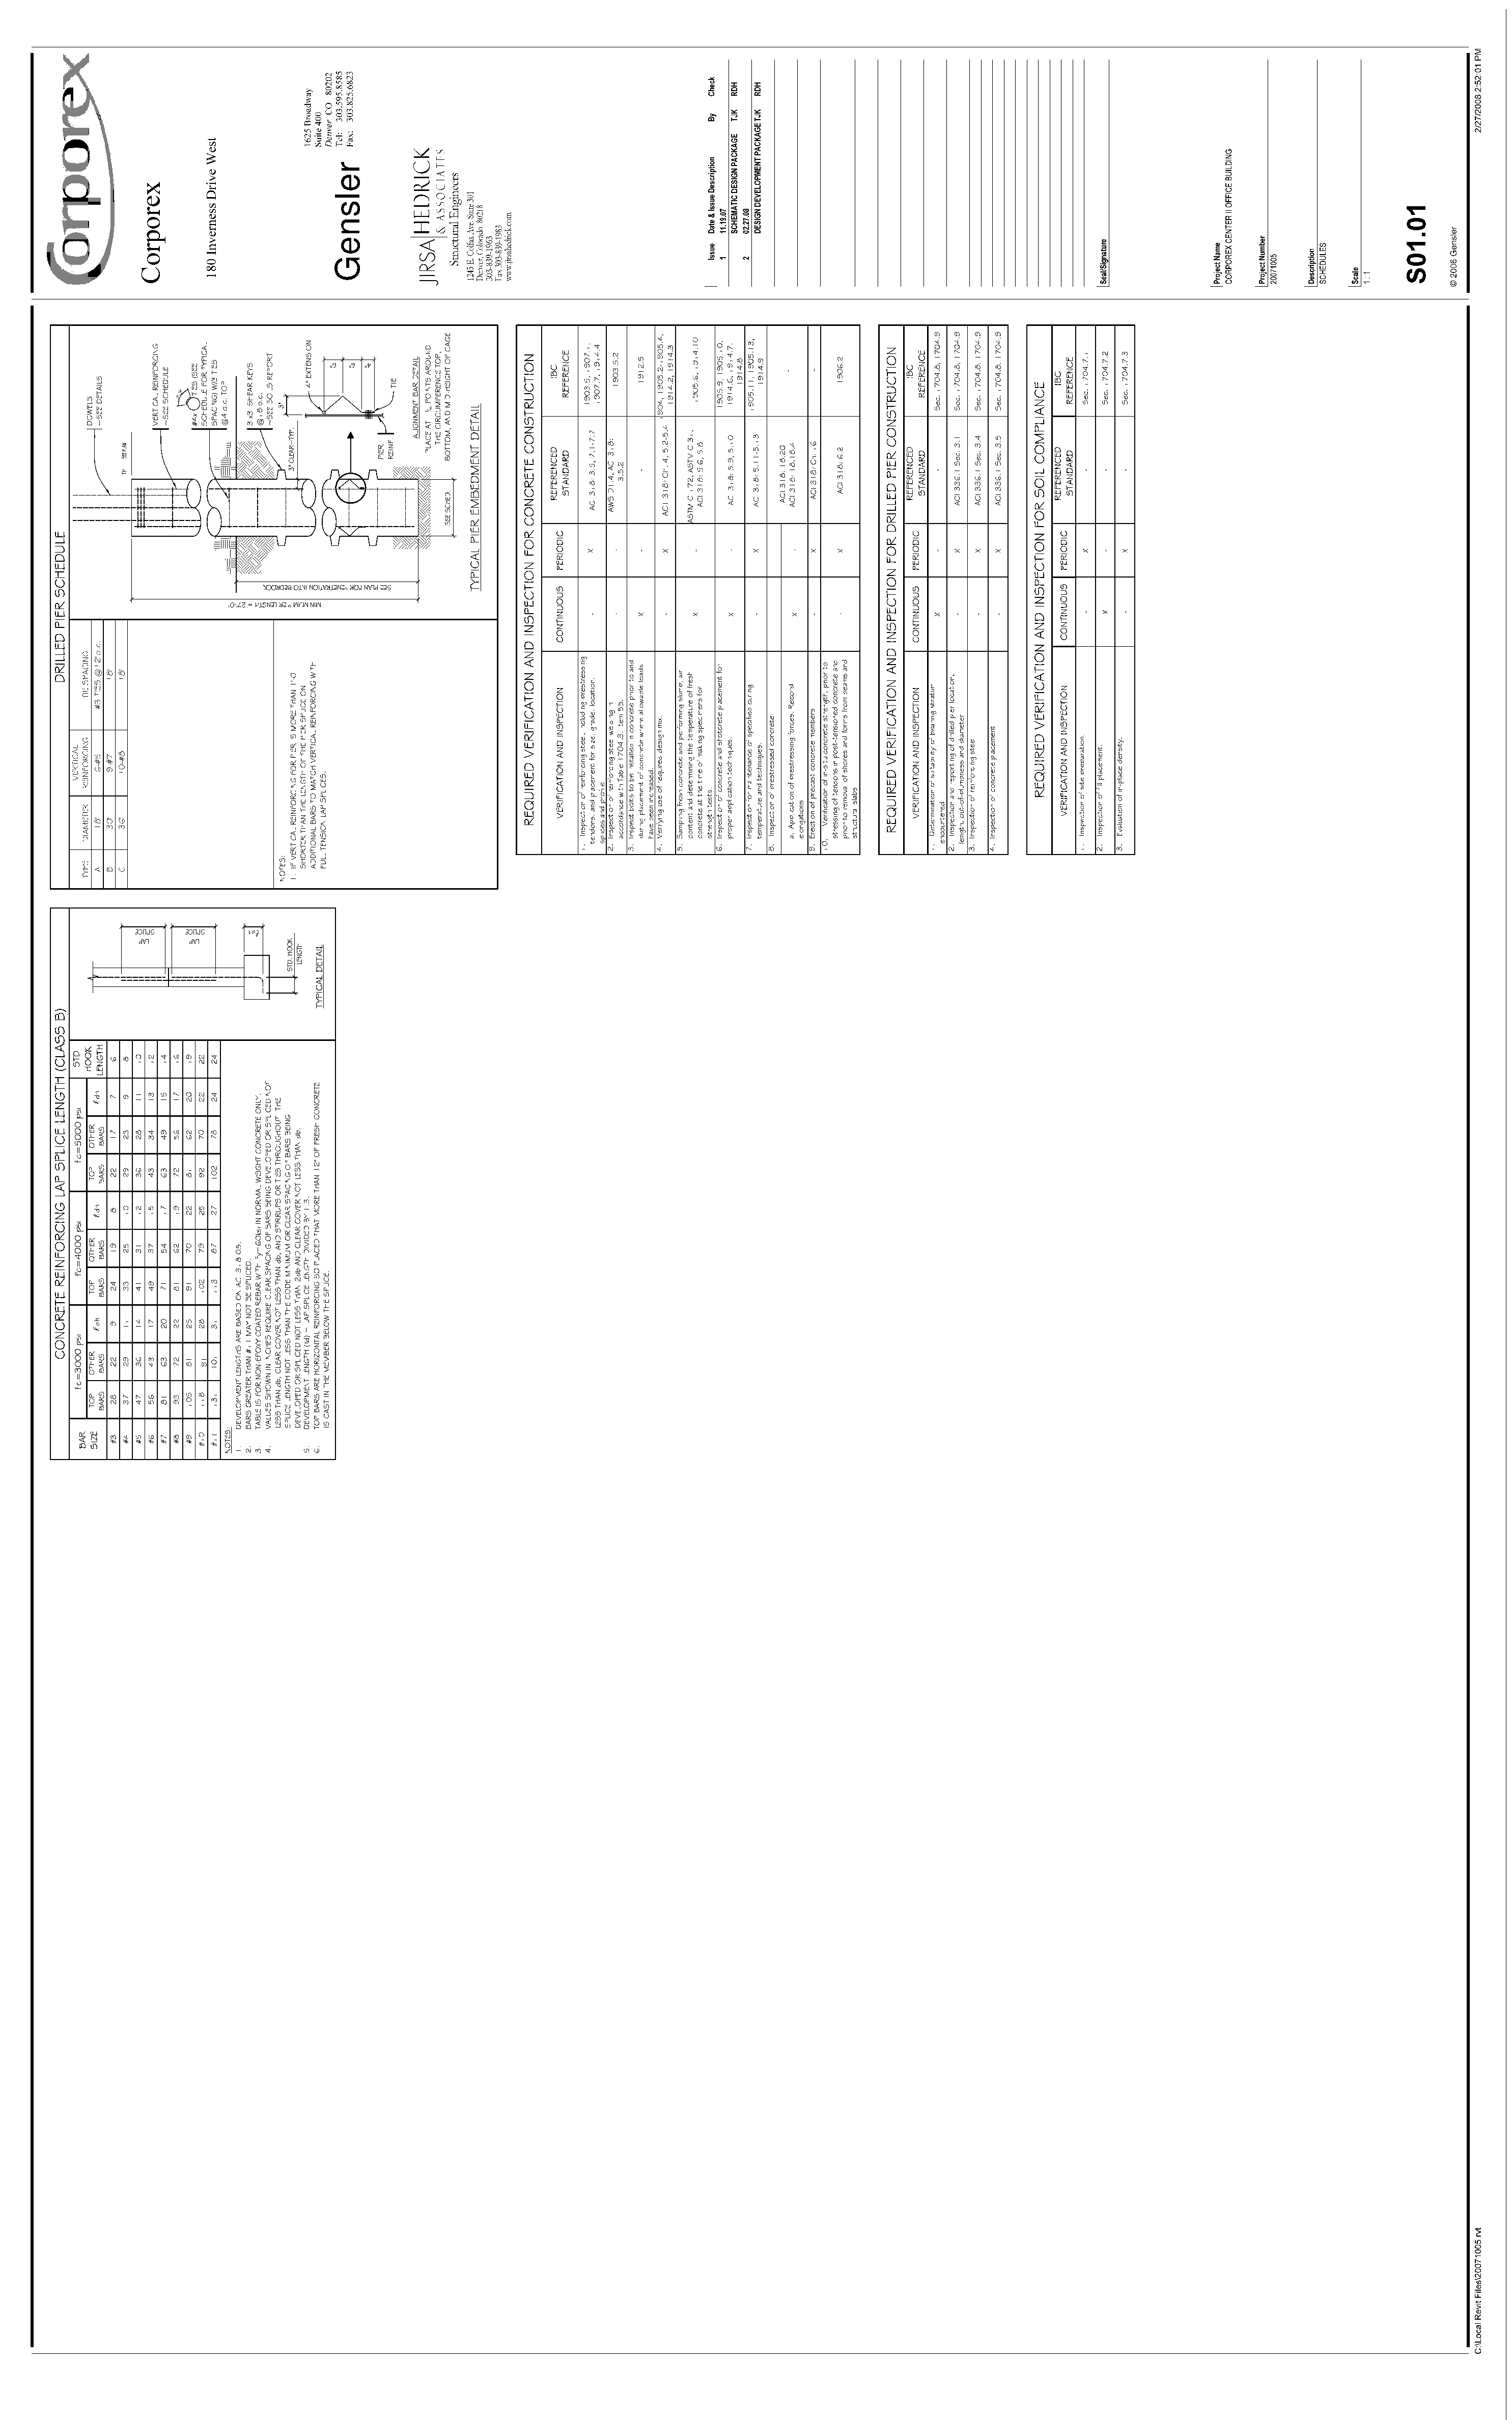 CONCRETE REINFORCING LAP SPLICE LENGTH (CLASS B)
BAR SIZE
f'c=3000 psi f'c=4000 psi f'c=5000 psi
STD HOOK LENGTH
TOP BARS OTHER BARS ℓdh TOP BARS OTHER BARS ℓdh TOP BARS OTHER BARS ℓdh
#3 28 22 9 24 19 8 22 17 7 6
#4 37 29 11 33 25 10 29 23 9 8
#5 47 36 14 41 31 12 36 28 11 10
#6 56 43 17 49 37 15 43 34 13 12
#7 81 63 20 71 54 17 63 49 15 14
#8 93 72 22 81 62 19 72 56 17 16
#9 105 81 25 91 70 22 81 62 20 19
#10 118 91 28 102 79 25 92 70 22 22
#11 131 101 31 113 87 27 102 78 24 24
NOTES:
1. DEVELOPMENT LENGTHS ARE BASED ON ACI 318-05.
2. BARS GREATER THAN #11 MAY NOT BE SPLICED.
3. TABLE IS FOR NON-EPOXY COATED REBAR WITH Fy=60ksi IN NORMAL WEIGHT CONCRETE ONLY.
4. VALUES SHOWN IN INCHES REQUIRE CLEAR SPACING OF BARS BEING DEVELOPED OR SPLICED NOT
LESS THAN db, CLEAR COVER NOT LESS THAN db, AND STIRRUPS OR TIES THROUGHOUT THE
SPLICE LENGTH NOT LESS THAN THE CODE MINIMUM OR CLEAR SPACING OF BARS BEING
DEVELOPED OR SPLICED NOT LESS THAN 2db AND CLEAR COVER NOT LESS THAN db.
5. DEVELOPMENT LENGTH (ℓd) = LAP SPLICE LENGTH DIVIDED BY 1.3.
6. TOP BARS ARE HORIZONTAL REINFORCING SO PLACED THAT MORE THAN 12" OF FRESH CONCRETE
IS CAST IN THE MEMBER BELOW THE SPLICE.
LAP SPLICE
LAP SPLICE
ℓdh
STD. HOOK
LENGTH
TYPICAL DETAIL
DRILLED PIER SCHEDULE
TYPE DIAMETER VERTICAL REINFORCING TIE SPACING
A 18" 6-#5 #3 TIES @ 12" o.c.
B 30" 9-#7 18"
C 36" 10-#8 18"
NOTES:
1. IF VERTICAL REINFORCING FOR PIER IS MORE THAN 1'-0
SHORTER THAN THE LENGTH OF THE PIER SPLICE ON
ADDITIONAL BARS TO MATCH VERTICAL REINFORCING WITH
FULL TENSION LAP SPLICES.
DOWELS
~SEE DETAILS
VERTICAL REINFORCING
~SEE SCHEDULE
TIES (SEE
SCHEDULE FOR TYPICAL
SPACING) W/3 TIES
@4 o.c. TOP
3 x3 SHEAR KEYS
@18 o.c.
~SEE SOILS REPORT
3" CLEAR~TYP.
MINIMUM PIER LENGTH = 27'-0"
SEE PLAN FOR PENETRATION INTO BEDROCK
SEE SCHED.
3"
2" EXTENSION
PIER
REINF.
TIE
ALIGNMENT BAR DETAIL
PLACE AT ¼ POINTS AROUND
THE CIRCUMFERENCE TOP,
BOTTOM, AND MID HEIGHT OF CAGE
TYPICAL PIER EMBEDMENT DETAIL
REQUIRED VERIFICATION AND INSPECTION FOR CONCRETE CONSTRUCTION
VERIFICATION AND INSPECTION CONTINUOUS PERIODIC REFERENCED STANDARD IBC REFERENCE
1. Inspection of reinforcing steel, including prestressing
tendons, and placement for size, grade, location,
splices and profile. - X ACI 318: 3.5, 7.1-7.7 1903.5, 1907.1, 1907.7, 1914.4
2. Inspection of reinforcing steel welding in
accordance with Table 1704.3, Item 5B. - - AWS D1.4, ACI 318: 3.5.2 1903.5.2
3. Inspect bolts to be installed in concrete prior to and
during placement of concrete where allowable loads
have been increased. X - - 1912.5
4. Verifying use of required design mix. - X ACI 318: Ch. 4, 5.2-5.4 1904, 1905.2-1905.4, 1914.2, 1914.3
5. Sampling fresh concrete and performing slump, air
content and determining the temperature of fresh
concrete at the time of making specimens for
strength tests. X - ASTM C 172, ASTM C 31, ACI 318: 5.6, 5.8 1905.6, 1914.10
6. Inspection of concrete and shotcrete placement for
proper application techniques. X - ACI 318: 5.9, 5.10 1905.9, 1905.10, 1914.6, 1914.7, 1914.8
7. Inspection for maintenance of specified curing
temperature and techniques. - X ACI 318: 5.11-5.13 1905.11, 1905.13, 1914.9
8. Inspection of prestressed concrete:
a. Application of prestressing forces. Record
elongations X - ACI 318: 18.20 ACI 318: 18.18.4 -
9. Erection of precast concrete members - X ACI 318: Ch. 16 -
10. Verification of in-situ concrete strength, prior to
stressing of tendons in post-tensioned concrete and
prior to removal of shores and forms from beams and
structural slabs - X ACI 318: 6.2 1906.2
REQUIRED VERIFICATION AND INSPECTION FOR DRILLED PIER CONSTRUCTION
VERIFICATION AND INSPECTION CONTINUOUS PERIODIC REFERENCED STANDARD IBC REFERENCE
1. Determination of suitability of bearing stratum
encountered X - - Sec. 1704.8, 1704.9
2. Inspection and reporting of drilled pier location,
length, out-of-plumbness and diameter - X ACI 336.1 Sec. 3.1 Sec. 1704.8, 1704.9
3. Inspection of reinforcing steel - X ACI 336.1 Sec. 3.4 Sec. 1704.8, 1704.9
4. Inspection of concrete placement - X ACI 336.1 Sec. 3.5 Sec. 1704.8, 1704.9
REQUIRED VERIFICATION AND INSPECTION FOR SOIL COMPLIANCE
VERIFICATION AND INSPECTION CONTINUOUS PERIODIC REFERENCED STANDARD IBC REFERENCE
1. Inspection of site preparation. - X - Sec. 1704.7.1
2. Inspection of fill placement. X - - Sec. 1704.7.2
3. Evaluation of in-place density. - X - Sec. 1704.7.3
Corporex
Corporex
180 Inverness Drive West
Gensler
1625 Broadway
Suite 400
Denver CO 80202
Tel: 303.595.8585
Fax: 303.825.6823
JIRSA HEDRICK
& ASSOCIATES
Structural Engineers
1245 E. Colfax Ave. Suite 301
Denver, Colorado 80218
303-839-1963
Fax 303-839-1983
www.jirsahedrick.com
Issue Date & Issue Description By Check
1 11.19.07
SCHEMATIC DESIGN PACKAGE TJK RDH
2 02.27.08
DESIGN DEVELOPMENT PACKAGE TJK RDH
Seal/Signature
Project Name
CORPOREX CENTER II OFFICE BUILDING
Project Number
20071005
Description
SCHEDULES
Scale
1 : 1
S01.01
© 2006 Gensler
C:\Local Revit Files\20071005.rvt
2/27/2008 2:52:01 PM